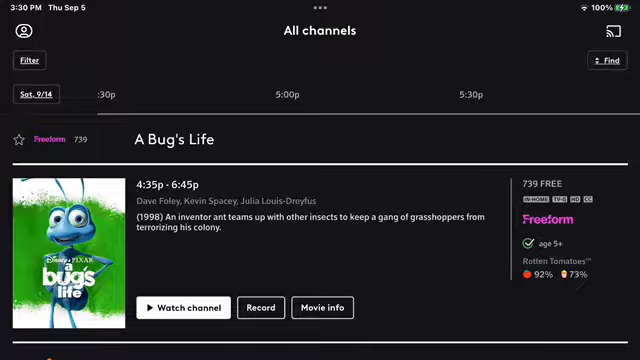 3:30 PM Thu Sep 5
100%
All channels
Filter
Find
Sat, 9/14
:30p
5:00p
5:30p
Freeform 739
A Bug's Life
4:35p - 6:45p
Dave Foley, Kevin Spacey, Julia Louis-Dreyfus
(1998) An inventor ant teams up with other insects to keep a gang of grasshoppers from
terrorizing his colony.
Watch channel
Record
Movie info
739 FREE
IN-HOME TV-G HD CC
Freeform
age 5+
Rotten Tomatoes™
92% 73%
Disney PIXAR
a
bug's
life